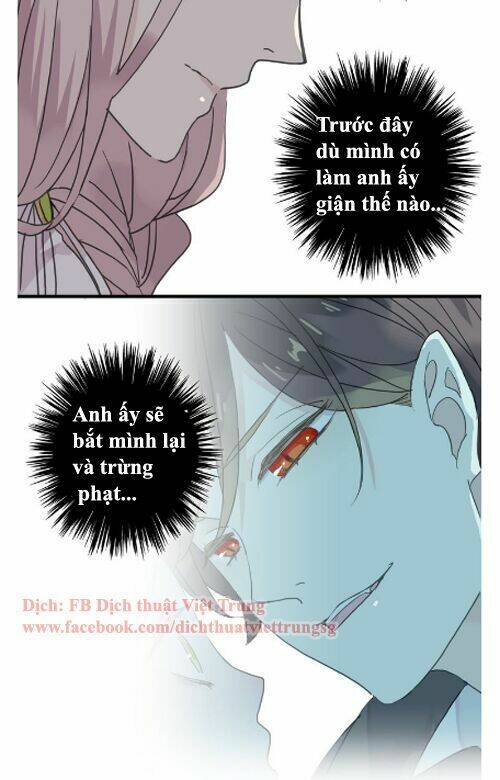 Trước đây
dù mình có
làm anh ấy
giận thế nào...
Anh ấy sẽ
bắt mình lại
và trừng
phạt...
Dịch: FB Dịch thuật Việt Trung
www.facebook.com/dichthuatviettrungsg